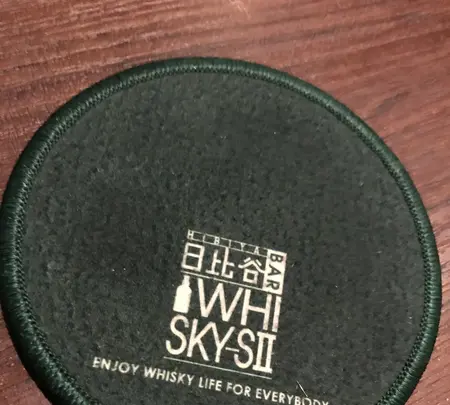 HIBIYA
日比谷 BAR
WHI
SKY-SII
ENJOY WHISKY LIFE FOR EVERYBODY